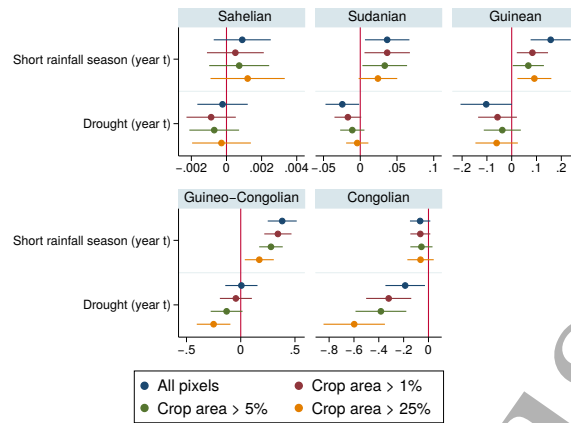 Sahelian Sudanian Guinean
Short rainfall season (year t)
Drought (year t)
−.002 0 .002 .004 −.05 0 .05 .1 −.2 −.1 0 .1 .2
Guineo−Congolian Congolian
Short rainfall season (year t)
Drought (year t)
−.5 0 .5 −.8 −.6 −.4 −.2 0
All pixels Crop area > 1%
Crop area > 5% Crop area > 25%